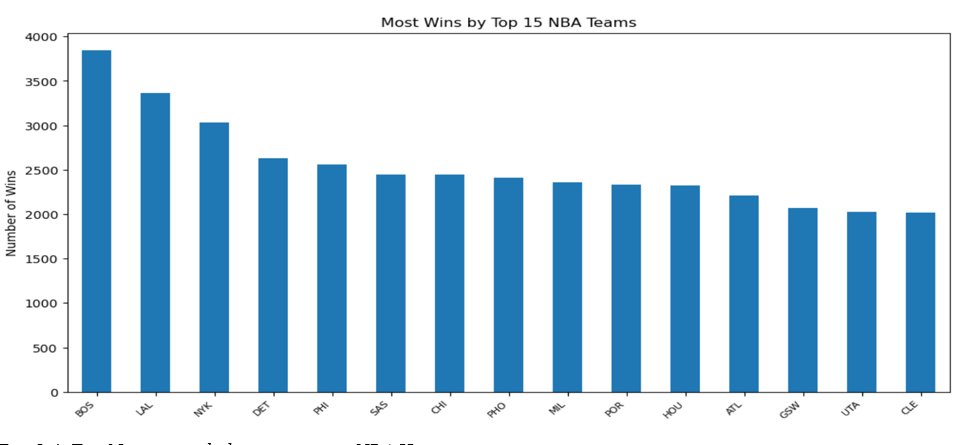 Most Wins by Top 15 NBA Teams
Number of Wins
4000
3500
3000
2500
2000
1500
1000
500
0
BOS
LAL
NYK
DET
PHI
SAS
CHI
PHO
MIL
POR
HOU
ATL
GSW
UTA
CLE